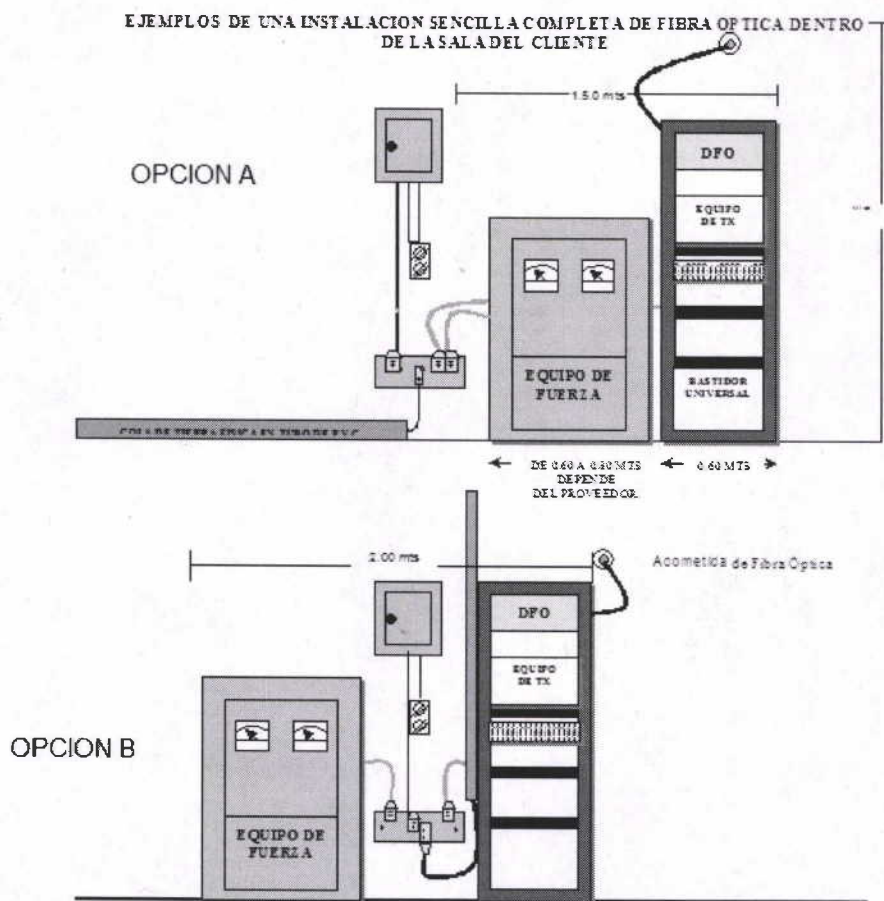 EJEMPLOS DE UNA INSTALACION SENCILLA COMPLETA DE FIBRA OPTICA DENTRO
DE LA SALA DEL CLIENTE
1.5.0 mts
OPCION A
DFO
EQUIPO
DE TX
EQUIPO DE
FUERZA
BASTIDOR
UNIVERSAL
DE 0.60 A 0.80 MTS
DEPENDE
DEL PROVEEDOR
0.60 MTS
2.00 mts
Acometida de Fibra Optica
DFO
EQUIPO
DE TX
OPCION B
EQUIPO DE
FUERZA